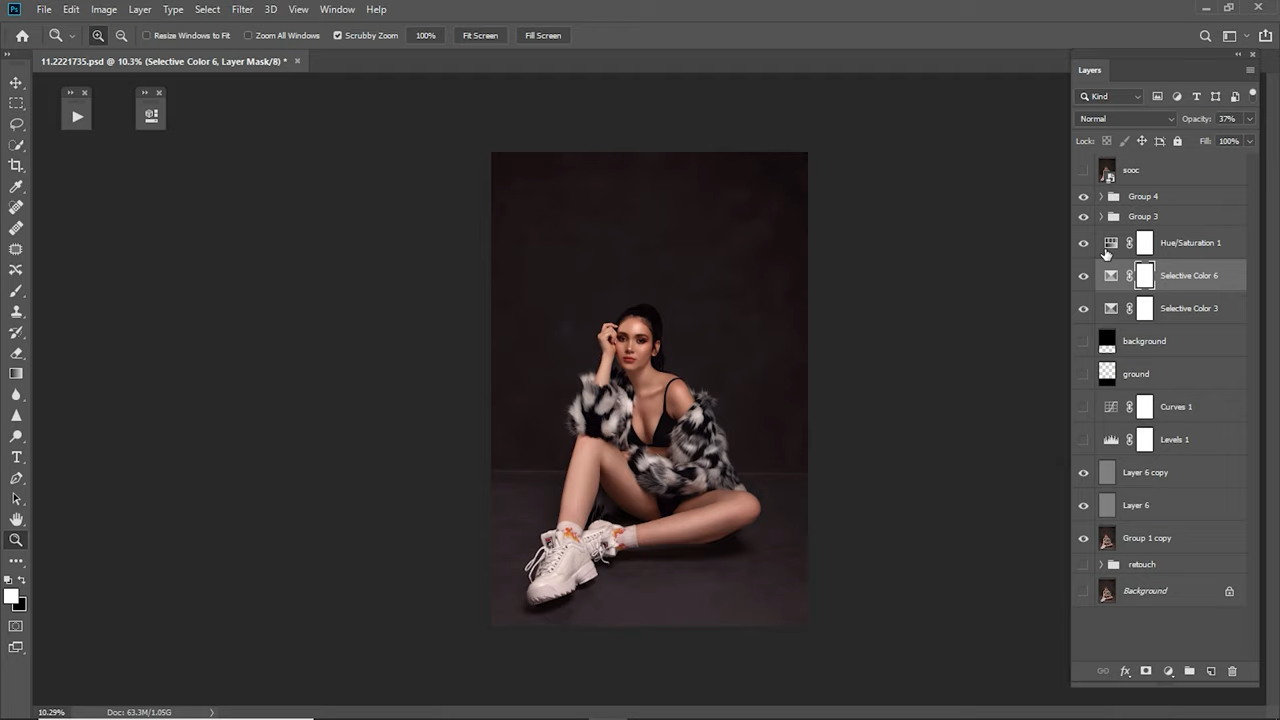 Ps File Edit Image Layer Type Select Filter 3D View Window Help
Resize Windows to Fit Zoom All Windows Scrubby Zoom 100% Fit Screen Fill Screen
11.2221735.psd @ 10.3% (Selective Color 6, Layer Mask/8) *
Layers
Kind
Normal Opacity: 37%
Lock: Fill: 100%
sooc
Group 4
Group 3
Hue/Saturation 1
Selective Color 6
Selective Color 3
background
ground
Curves 1
Levels 1
Layer 6 copy
Layer 6
Group 1 copy
retouch
Background
10.29% Doc: 63.3M/1.05G